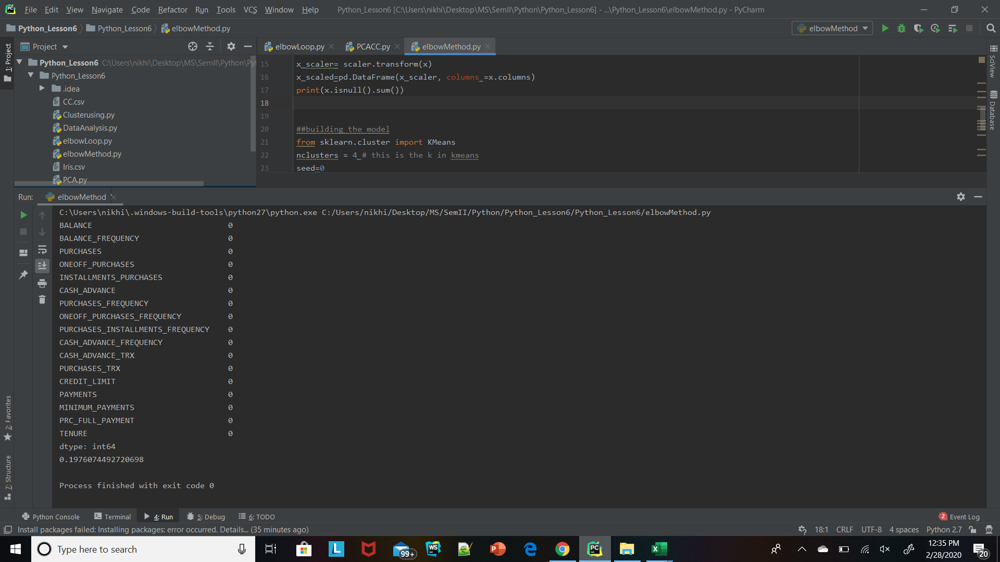 File Edit View Navigate Code Refactor Run Tools VCS Window Help Python_Lesson6 [C:\Users\nikhi\Desktop\MS\SemII\Python\Python_Lesson6] - ...\Python_Lesson6\elbowMethod.py - PyCharm
Python_Lesson6 Python_Lesson6 elbowMethod.py elbowMethod
1: Project
Project
elbowLoop.py PCACC.py elbowMethod.py
Python_Lesson6 C:\Users\nikhi\Desktop\MS\SemII\Python\Pyt
Python_Lesson6
.idea
CC.csv
Clusterusing.py
DataAnalysis.py
elbowLoop.py
elbowMethod.py
Iris.csv
PCA.py
15 x_scaler= scaler.transform(x)
16 x_scaled=pd.DataFrame(x_scaler, columns =x.columns)
17 print(x.isnull().sum())
18
19
20 ##building the model
21 from sklearn.cluster import KMeans
22 nclusters = 4 # this is the k in kmeans
23 seed=0
SciView
Database
Run: elbowMethod
C:\Users\nikhi\.windows-build-tools\python27\python.exe C:/Users/nikhi/Desktop/MS/SemII/Python/Python_Lesson6/Python_Lesson6/elbowMethod.py
BALANCE 0
BALANCE_FREQUENCY 0
PURCHASES 0
ONEOFF_PURCHASES 0
INSTALLMENTS_PURCHASES 0
CASH_ADVANCE 0
PURCHASES_FREQUENCY 0
ONEOFF_PURCHASES_FREQUENCY 0
PURCHASES_INSTALLMENTS_FREQUENCY 0
CASH_ADVANCE_FREQUENCY 0
CASH_ADVANCE_TRX 0
PURCHASES_TRX 0
CREDIT_LIMIT 0
PAYMENTS 0
MINIMUM_PAYMENTS 0
PRC_FULL_PAYMENT 0
TENURE 0
dtype: int64
0.1976074492720698
Process finished with exit code 0
2: Favorites
7: Structure
Python Console Terminal 4: Run 5: Debug 6: TODO 2 Event Log
Install packages failed: Installing packages: error occurred. Details... (35 minutes ago) 18:1 CRLF UTF-8 4 spaces Python 2.7
Type here to search
99+
12:35 PM
2/28/2020
20